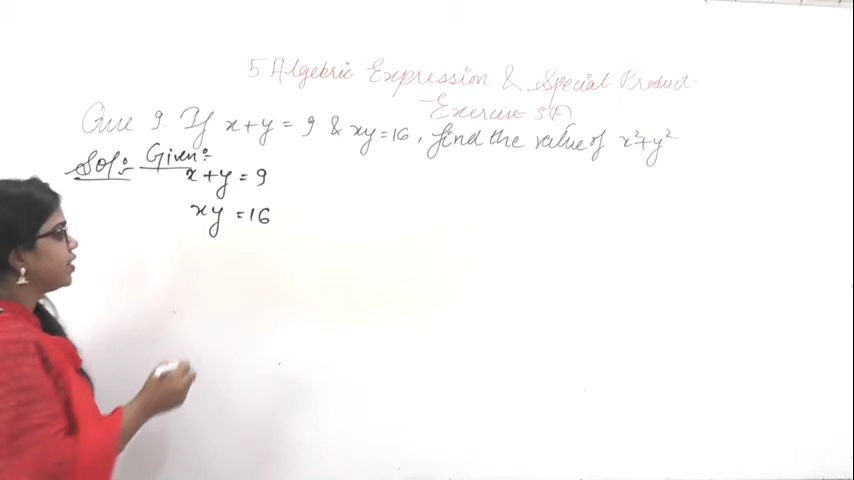 5 Algebric Expression & Special Product.
Exercise 5(F)
Que 9. If x+y = 9 & xy=16, find the value of x²+y²
Sol: Given:
x+y = 9
xy = 16